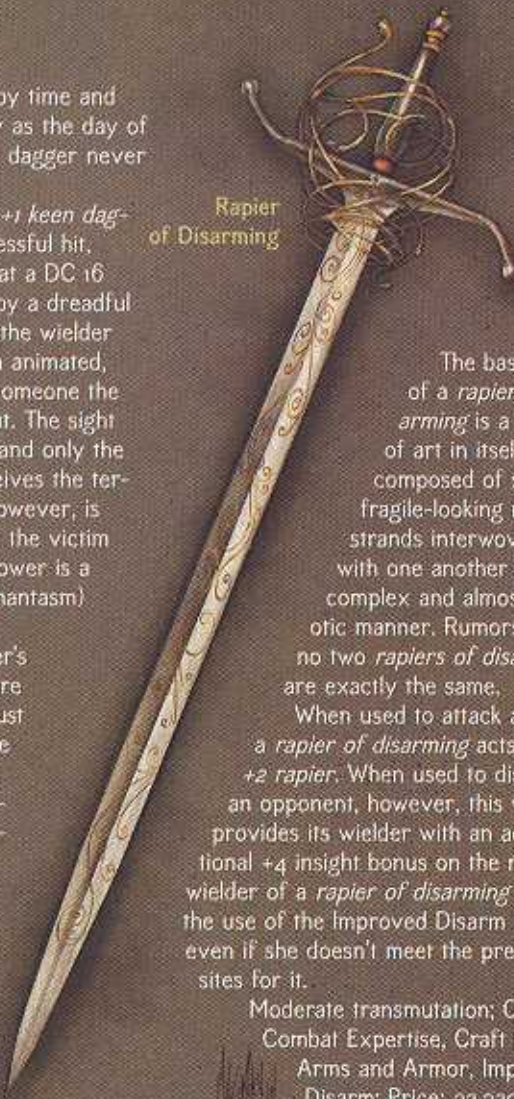 by time and
as the day of
dagger never
+1 keen dag-
essful hit,
at a DC 16
by a dreadful
the wielder
animated,
omeone the
The sight
and only the
eives the ter-
owever, is
the victim
ower is a
hantasm)
er's
re
ust
e
Rapier
of Disarming
The bas
of a rapier
arming is a
of art in itsel
composed of s
fragile-looking
strands interwov
with one another
complex and almos
otic manner. Rumors
no two rapiers of disa
are exactly the same,
When used to attack a
a rapier of disarming acts
+2 rapier. When used to dis
an opponent, however, this
provides its wielder with an ad
tional +4 insight bonus on the
wielder of a rapier of disarming
the use of the Improved Disarm
even if she doesn't meet the pre
sites for it.
Moderate transmutation; C
Combat Expertise, Craft
Arms and Armor, Imp
Disarm; Price: